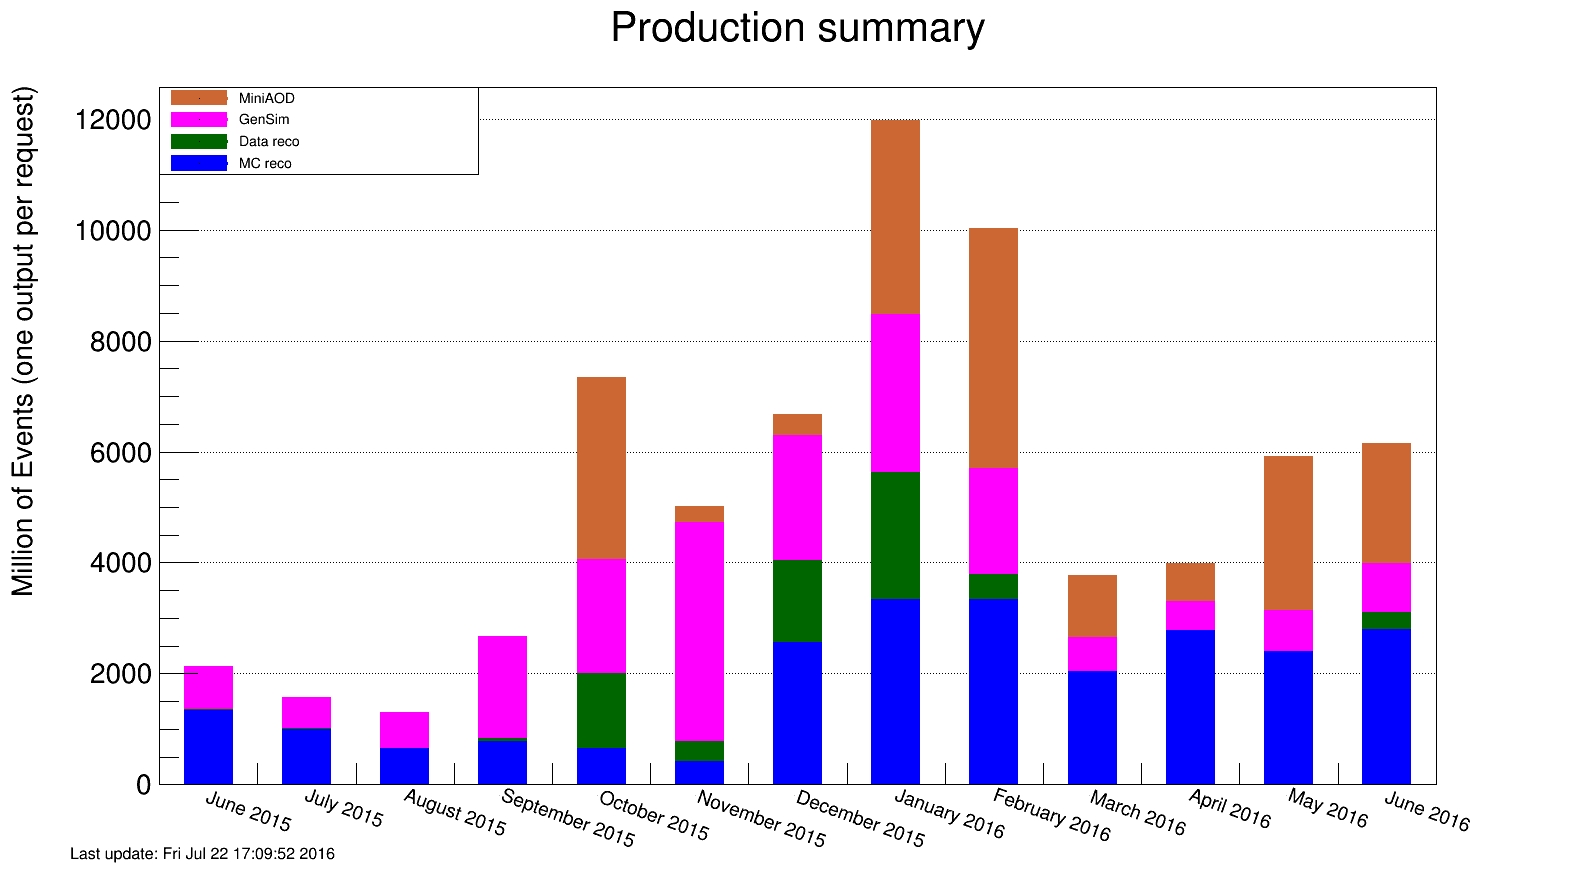 Production summary
Million of Events (one output per request)
MiniAOD
GenSim
Data reco
MC reco
12000
10000
8000
6000
4000
2000
0
June 2015
July 2015
August 2015
September 2015
October 2015
November 2015
December 2015
January 2016
February 2016
March 2016
April 2016
May 2016
June 2016
Last update: Fri Jul 22 17:09:52 2016